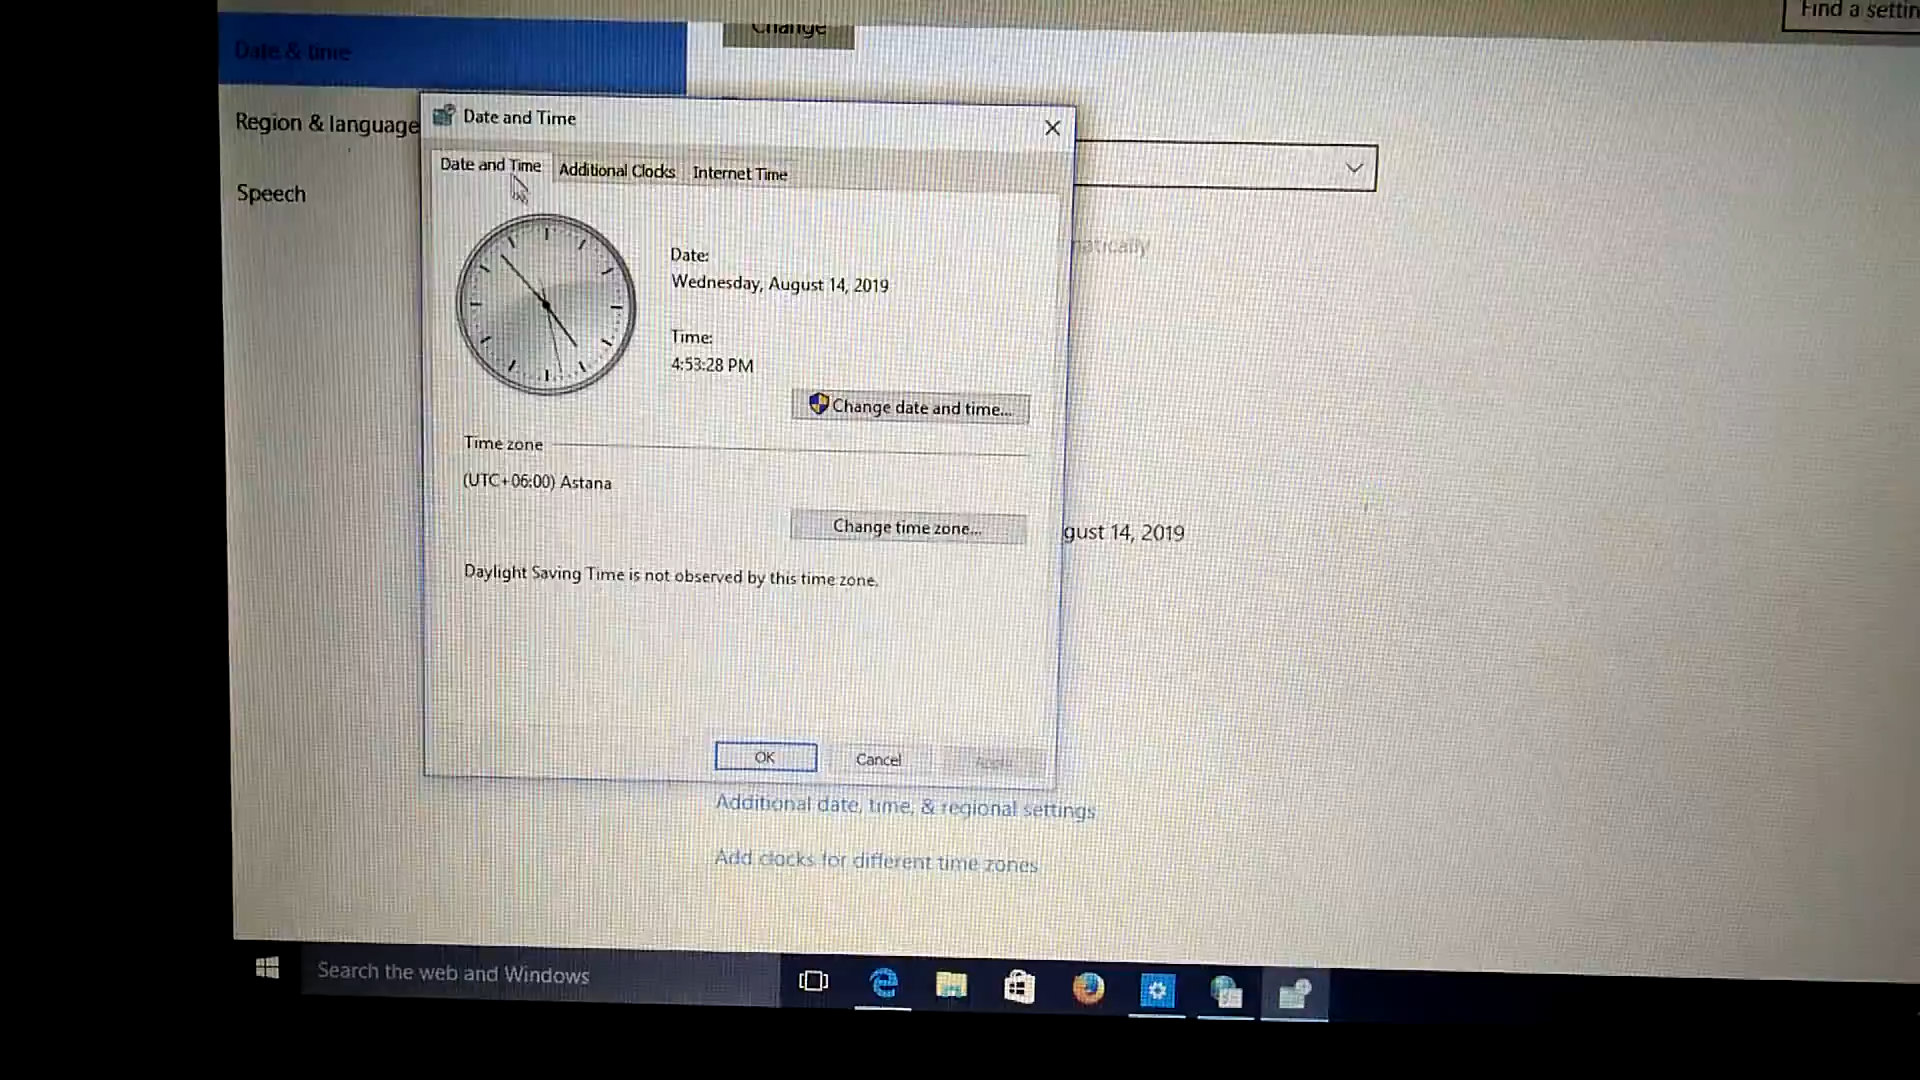 Change
Find a settin
Date & time
Region & language
Speech
Date and Time
Date and Time
Additional Clocks
Internet Time
matically
Date:
Wednesday, August 14, 2019
Time:
4:53:28 PM
Change date and time...
Time zone
(UTC+06:00) Astana
Change time zone...
gust 14, 2019
Daylight Saving Time is not observed by this time zone.
OK
Cancel
Apply
Additional date, time, & regional settings
Add clocks for different time zones
Search the web and Windows